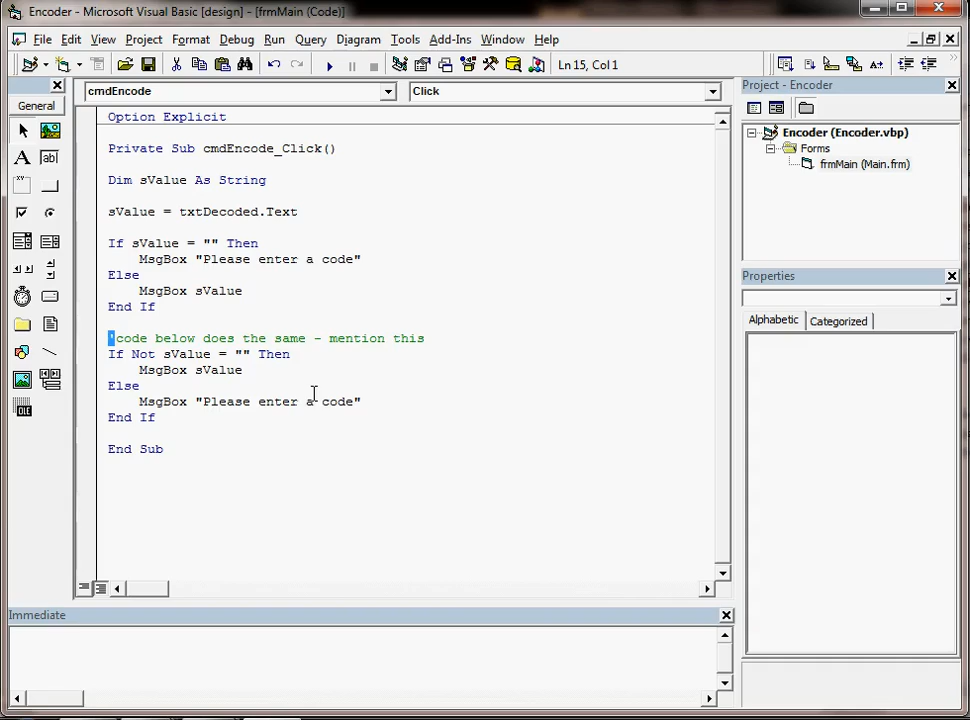 Encoder - Microsoft Visual Basic [design] - [frmMain (Code)]
File Edit View Project Format Debug Run Query Diagram Tools Add-Ins Window Help
Ln 15, Col 1
General
cmdEncode Click
Project - Encoder
Option Explicit
Private Sub cmdEncode_Click()
Encoder (Encoder.vbp)
Forms
frmMain (Main.frm)
Dim sValue As String
sValue = txtDecoded.Text
If sValue = "" Then
MsgBox "Please enter a code"
Else
MsgBox sValue
End If
'code below does the same - mention this
If Not sValue = "" Then
MsgBox sValue
Else
MsgBox "Please enter a code"
End If
End Sub
Properties
Alphabetic Categorized
Immediate